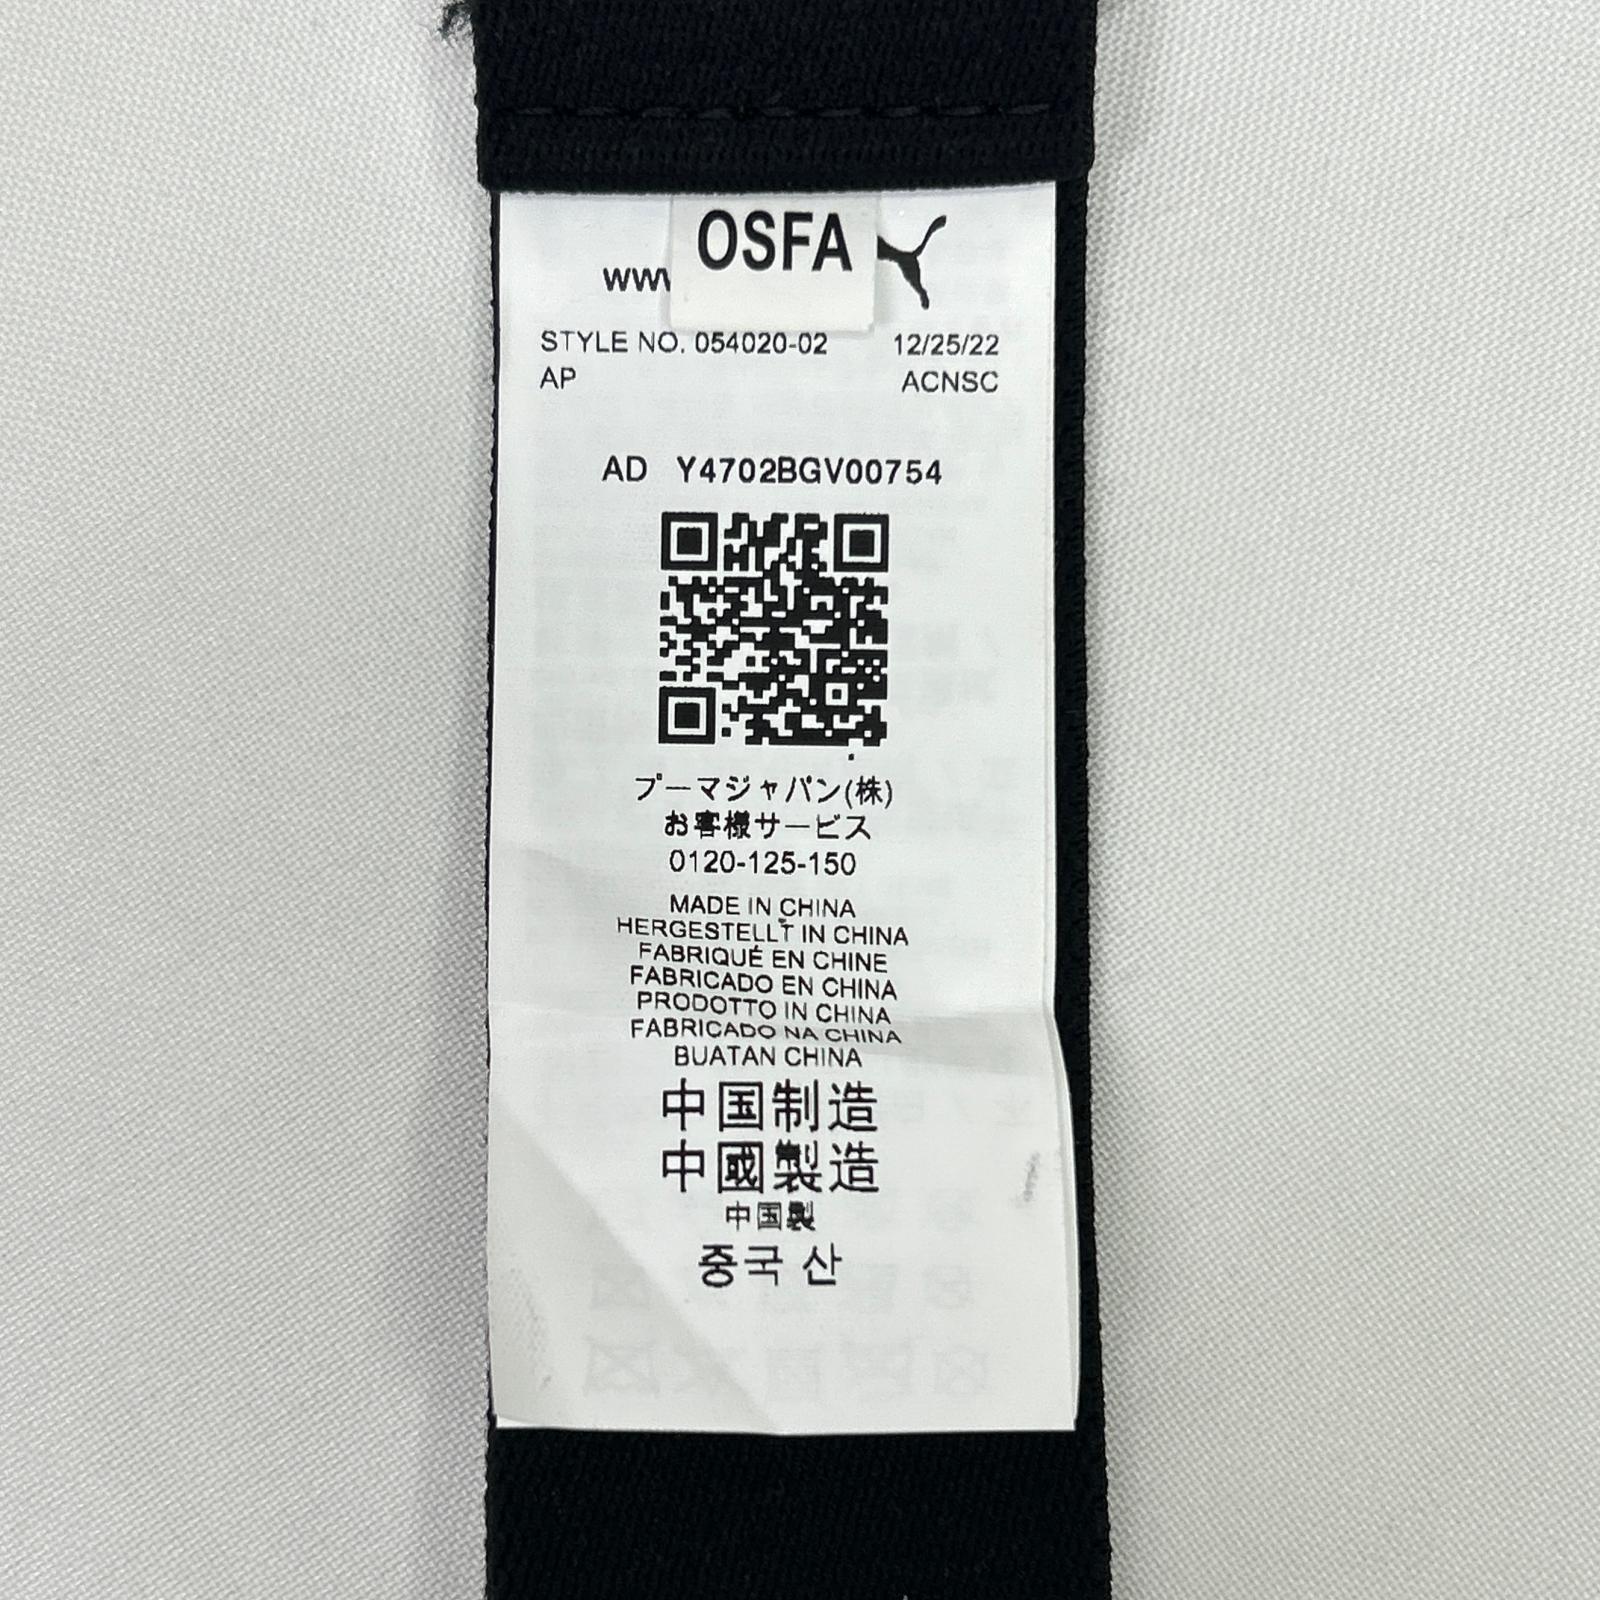 OSFA
STYLE NO. 054020-02 12/25/22
AP ACNSC
AD Y4702BGV00754
プーマジャパン(株)
お客様サービス
0120-125-150
MADE IN CHINA
HERGESTELLT IN CHINA
FABRIQUÉ EN CHINE
FABRICADO EN CHINA
PRODOTTO IN CHINA
FABRICADO NA CHINA
BUATAN CHINA
中国制造
中國製造
中国製
중국 산